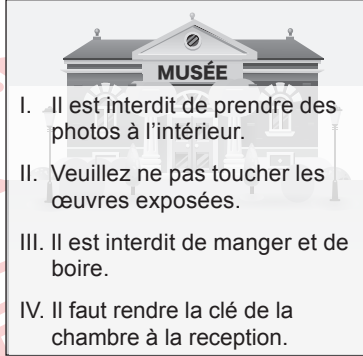 MUSÉE
I. Il est interdit de prendre des
photos à l'intérieur.
II. Veuillez ne pas toucher les
œuvres exposées.
III. Il est interdit de manger et de
boire.
IV. Il faut rendre la clé de la
chambre à la reception.